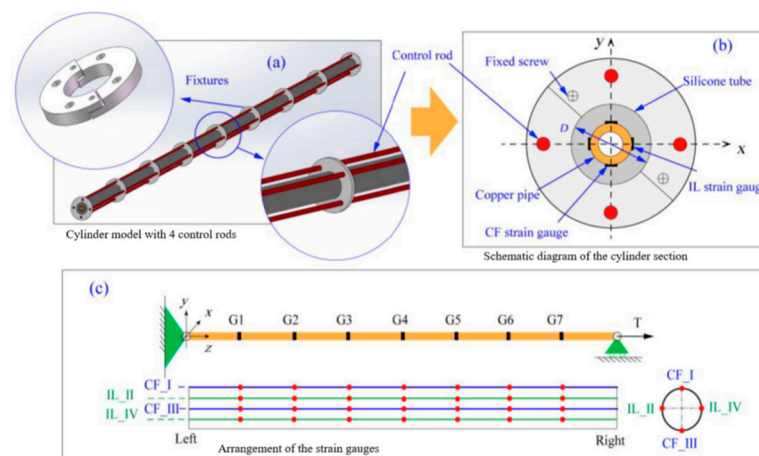 (a)
Fixtures
Control rod
Cylinder model with 4 control rods
(b)
y
Fixed screw
Silicone tube
D
x
Copper pipe
IL strain gaug
CF strain gauge
Schematic diagram of the cylinder section
(c)
y
x
z
G1 G2 G3 G4 G5 G6 G7
T
CF_I
IL_II
CF_III
IL_IV
Left
Right
Arrangement of the strain gauges
CF_I
IL_II
IL_IV
CF_III